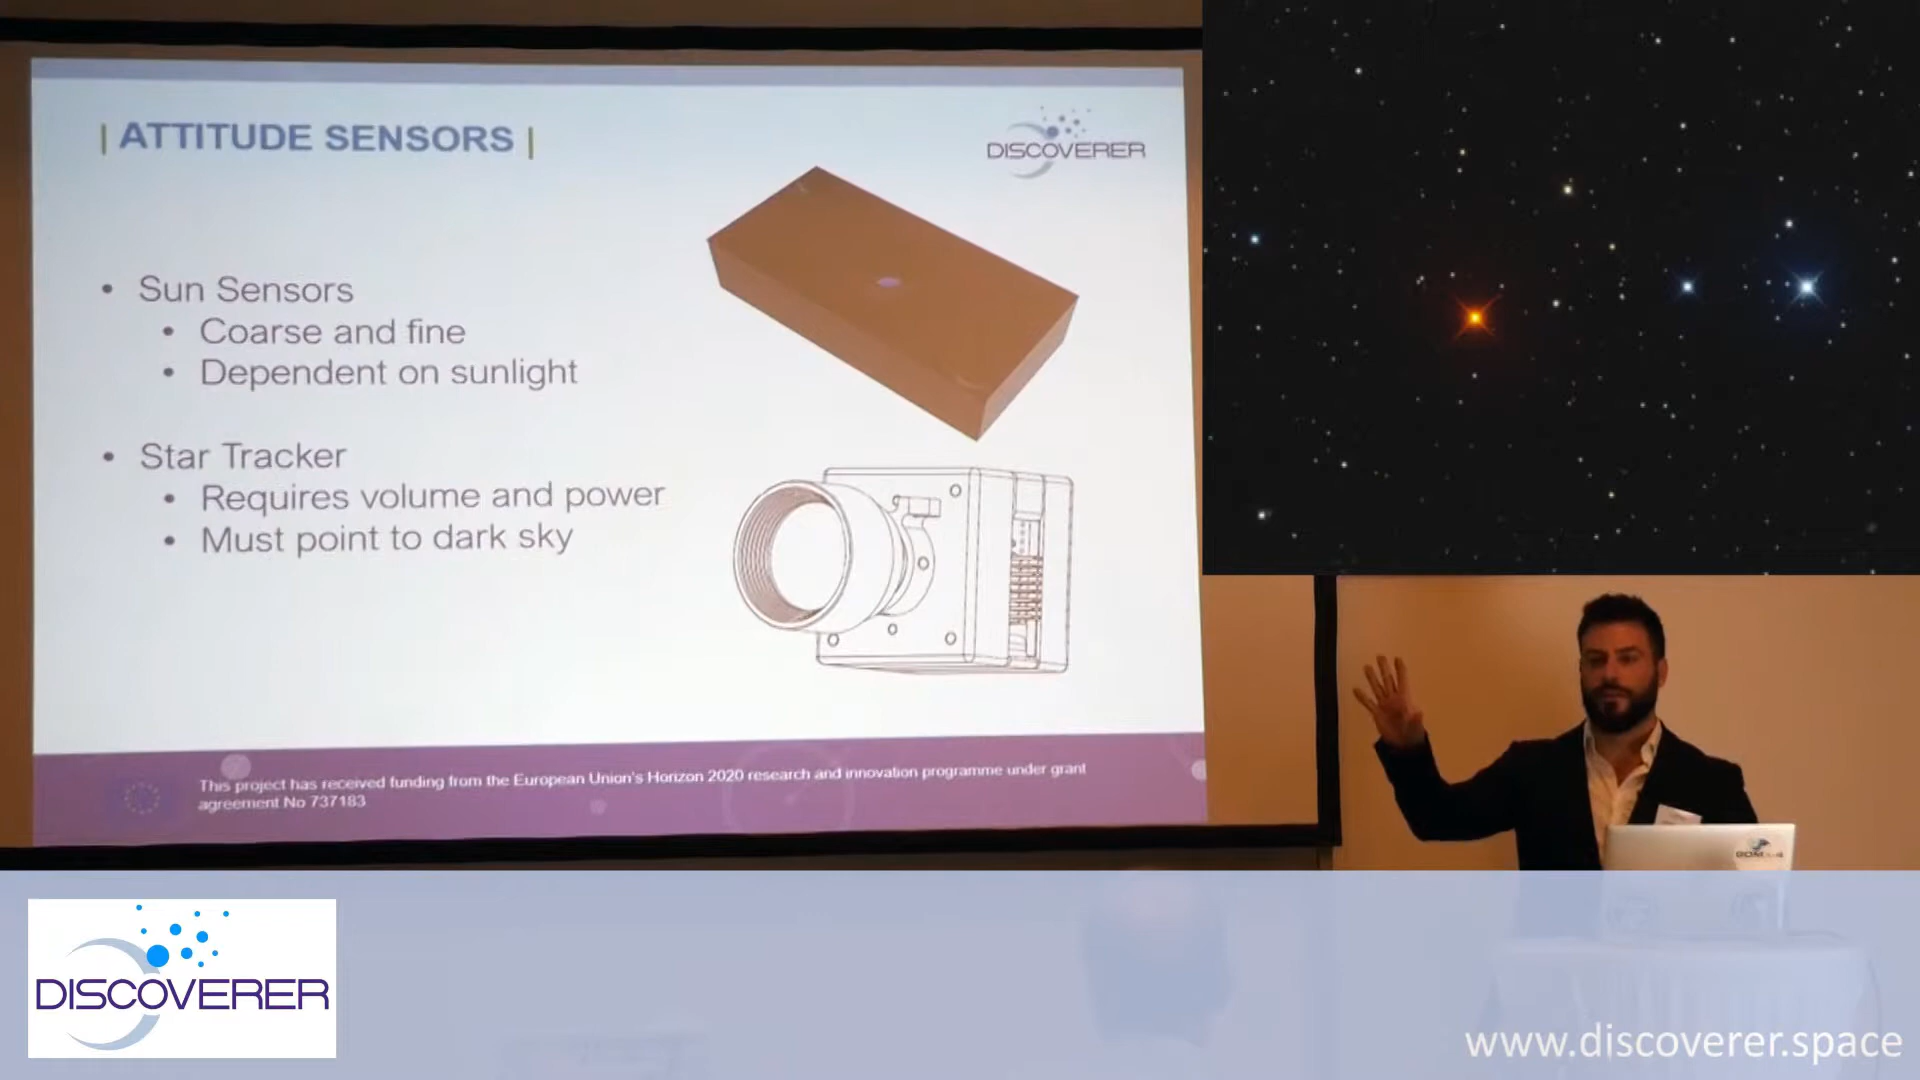 | ATTITUDE SENSORS |
DISCOVERER
• Sun Sensors
• Coarse and fine
• Dependent on sunlight
• Star Tracker
• Requires volume and power
• Must point to dark sky
This project has received funding from the European Union's Horizon 2020 research and innovation programme under grant
agreement No 737183
DISCOVERER
www.discoverer.space